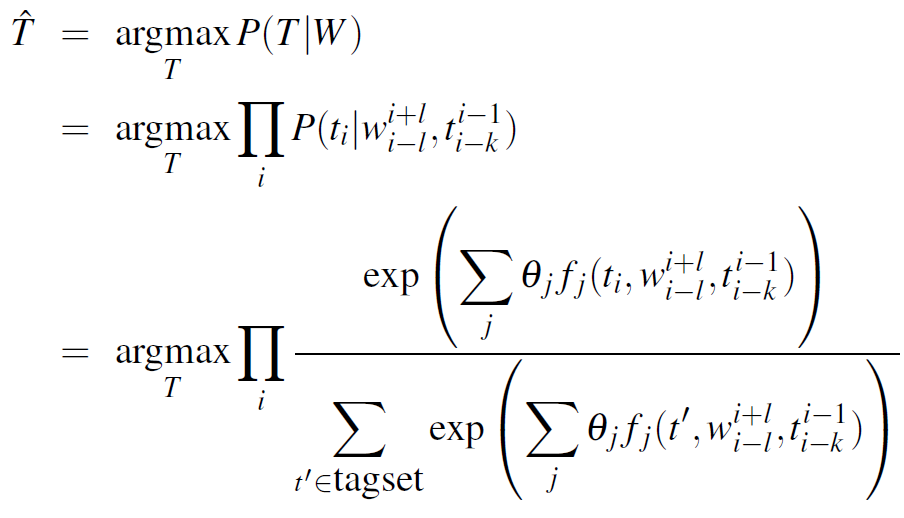 T̂ = argmax_T P(T|W)
= argmax_T ∏_i P(t_i|w_{i-l}^{i+l}, t_{i-k}^{i-1})
= argmax_T ∏_i \frac{exp(∑_j θ_j f_j(t_i, w_{i-l}^{i+l}, t_{i-k}^{i-1}))}{∑_{t′∈tagset} exp(∑_j θ_j f_j(t′, w_{i-l}^{i+l}, t_{i-k}^{i-1}))}